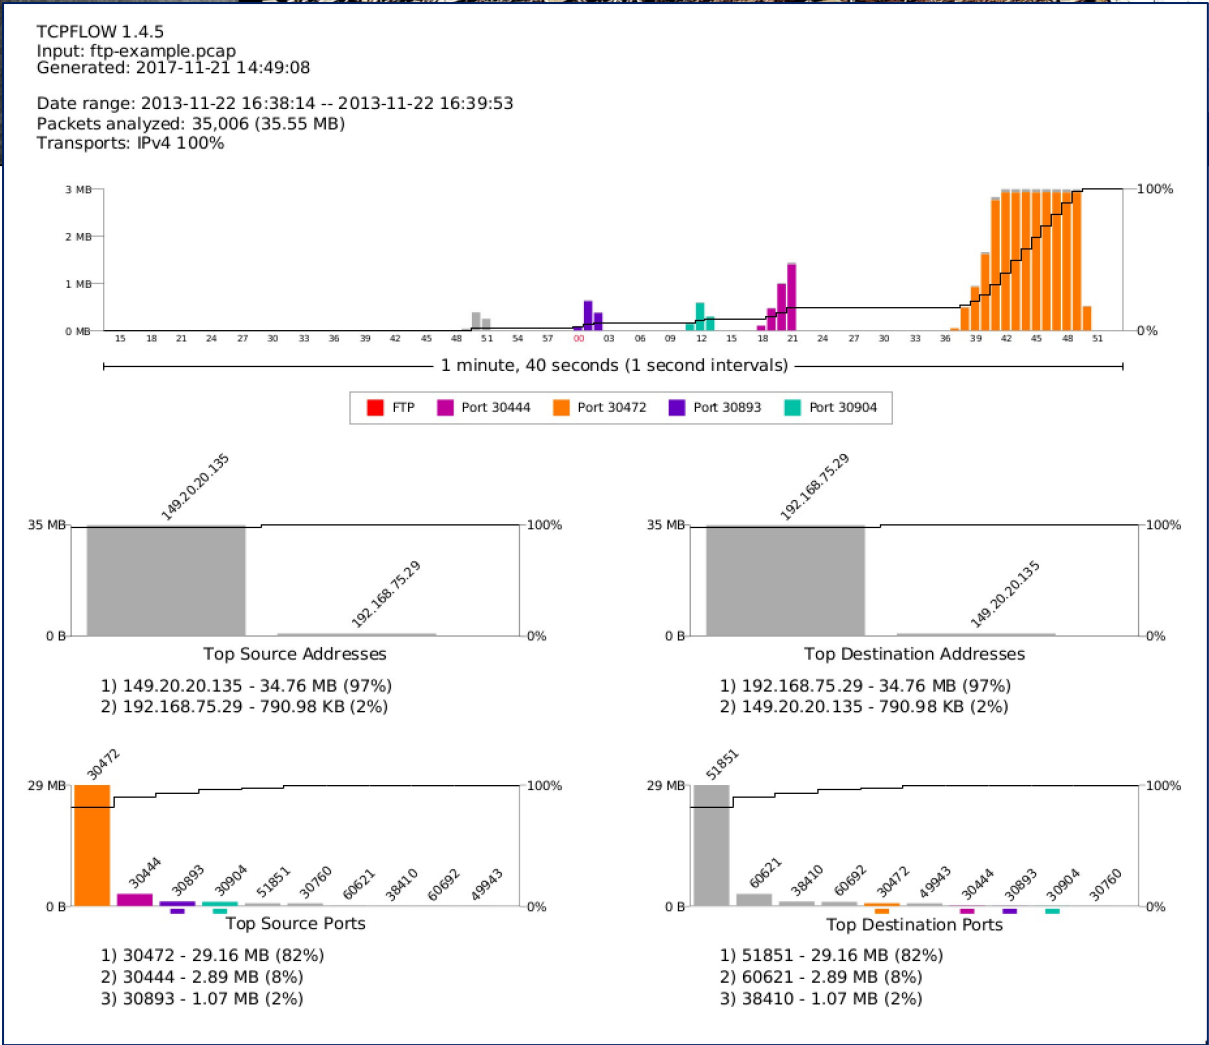 TCPFLOW 1.4.5
Input: ftp-example.pcap
Generated: 2017-11-21 14:49:08
Date range: 2013-11-22 16:38:14 -- 2013-11-22 16:39:53
Packets analyzed: 35,006 (35.55 MB)
Transports: IPv4 100%
3 MB
2 MB
1 MB
0 MB
100%
0%
15 18 21 24 27 30 33 36 39 42 45 48 51 54 57 00 03 06 09 12 15 18 21 24 27 30 33 36 39 42 45 48 51
1 minute, 40 seconds (1 second intervals)
FTP Port 30444 Port 30472 Port 30893 Port 30904
35 MB
0 B
149.20.20.135
192.168.75.29
100%
0%
Top Source Addresses
1) 149.20.20.135 - 34.76 MB (97%)
2) 192.168.75.29 - 790.98 KB (2%)
35 MB
0 B
192.168.75.29
149.20.20.135
100%
0%
Top Destination Addresses
1) 192.168.75.29 - 34.76 MB (97%)
2) 149.20.20.135 - 790.98 KB (2%)
29 MB
0 B
30472 30444 30893 30904 51851 30760 60621 38410 60692 49943
100%
0%
Top Source Ports
1) 30472 - 29.16 MB (82%)
2) 30444 - 2.89 MB (8%)
3) 30893 - 1.07 MB (2%)
29 MB
0 B
51851 60621 38410 60692 30472 49943 30444 30893 30904 30760
100%
0%
Top Destination Ports
1) 51851 - 29.16 MB (82%)
2) 60621 - 2.89 MB (8%)
3) 38410 - 1.07 MB (2%)